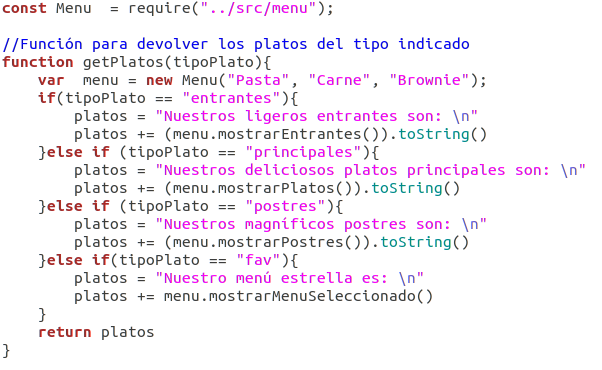 const Menu  = require("../src/menu");

//Función para devolver los platos del tipo indicado
function getPlatos(tipoPlato){
    var  menu = new Menu("Pasta", "Carne", "Brownie");
    if(tipoPlato == "entrantes"){
        platos = "Nuestros ligeros entrantes son: \n"
        platos += (menu.mostrarEntrantes()).toString()
    }else if (tipoPlato == "principales"){
        platos = "Nuestros deliciosos platos principales son: \n"
        platos += (menu.mostrarPlatos()).toString()
    }else if (tipoPlato == "postres"){
        platos = "Nuestros magníficos postres son: \n"
        platos += (menu.mostrarPostres()).toString()
    }else if(tipoPlato == "fav"){
        platos = "Nuestro menú estrella es: \n"
        platos += menu.mostrarMenuSeleccionado()
    }
    return platos
}